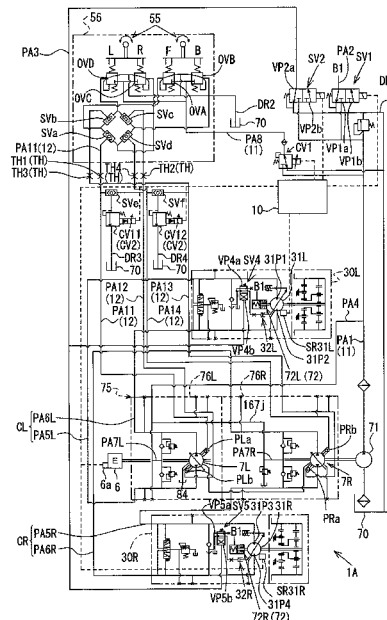 56
55
PA3
L R F B
OVD
OVB
OVC
OVA
SVb
SVc
SVa
SVd
DR2
70
PA8
(11)
PA11(12)
TH1(TH)
TH3(TH)
TH4
(TH)
TH2(TH)
SVe
SVf
CV11
(CV2)
CV12
(CV2)
DR3
DR4
70
70
VP2a
SV2
PA2
B1
SV1
VP2b
VP1a
VP1b
CV1
10
PA12
(12)
PA13
(12)
PA11
(12)
PA14
(12)
VP4a
SV4
31P1
31L
30L
B1
VP4b
32L
SR31L
31P2
72L(72)
PA4
PA1
(11)
75
76L
76R
167j
CL
PA6L
PA5L
PA7L
PLa
7L
PLb
PA7R
PRb
7R
PRa
71
70
E
6a
6
84
CR
PA5R
PA6R
30R
VP5a
SV5
31P3
31R
B1
VP5b
32R
31P4
SR31R
72R(72)
1A